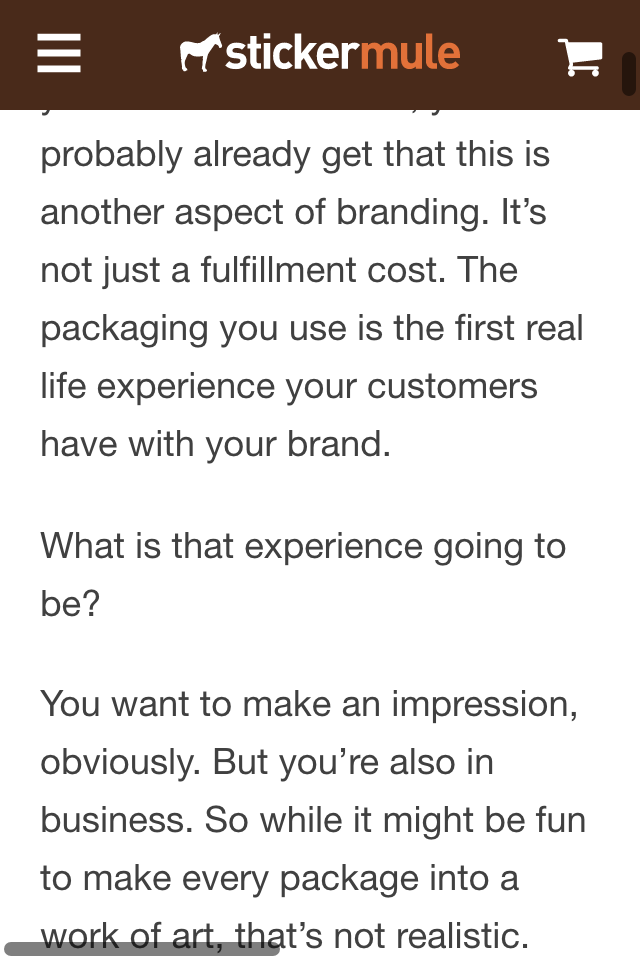 stickermule
probably already get that this is
another aspect of branding. It’s
not just a fulfillment cost. The
packaging you use is the first real
life experience your customers
have with your brand.
What is that experience going to
be?
You want to make an impression,
obviously. But you’re also in
business. So while it might be fun
to make every package into a
work of art, that’s not realistic.